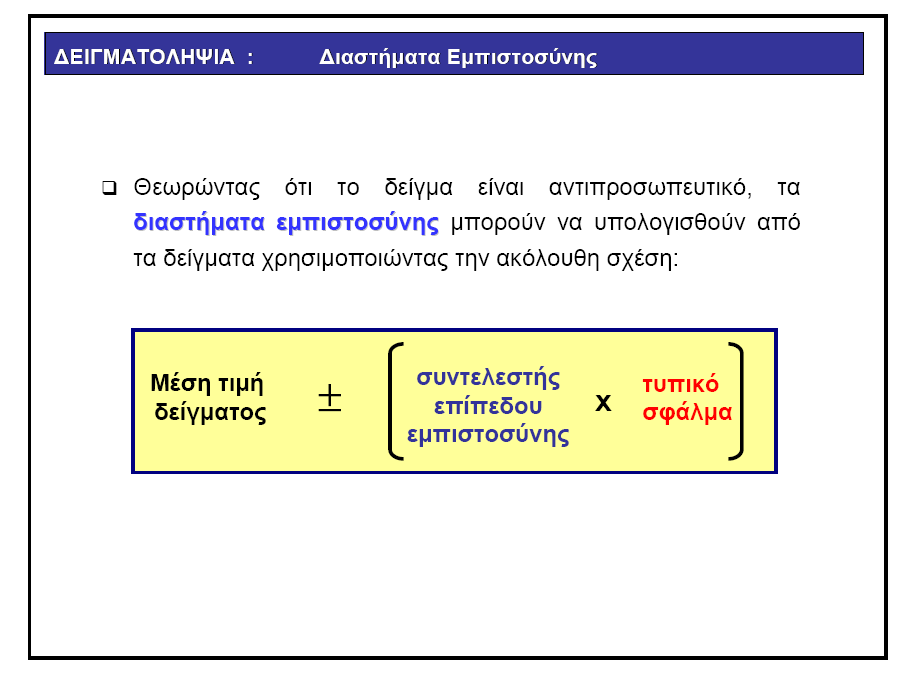 ΔΕΙΓΜΑΤΟΛΗΨΙΑ : Διαστήματα Εμπιστοσύνης
❑ Θεωρώντας ότι το δείγμα είναι αντιπροσωπευτικό, τα
διαστήματα εμπιστοσύνης μπορούν να υπολογισθούν από
τα δείγματα χρησιμοποιώντας την ακόλουθη σχέση:
Μέση τιμή
δείγματος
±
συντελεστής
επίπεδου
εμπιστοσύνης
x
τυπικό
σφάλμα